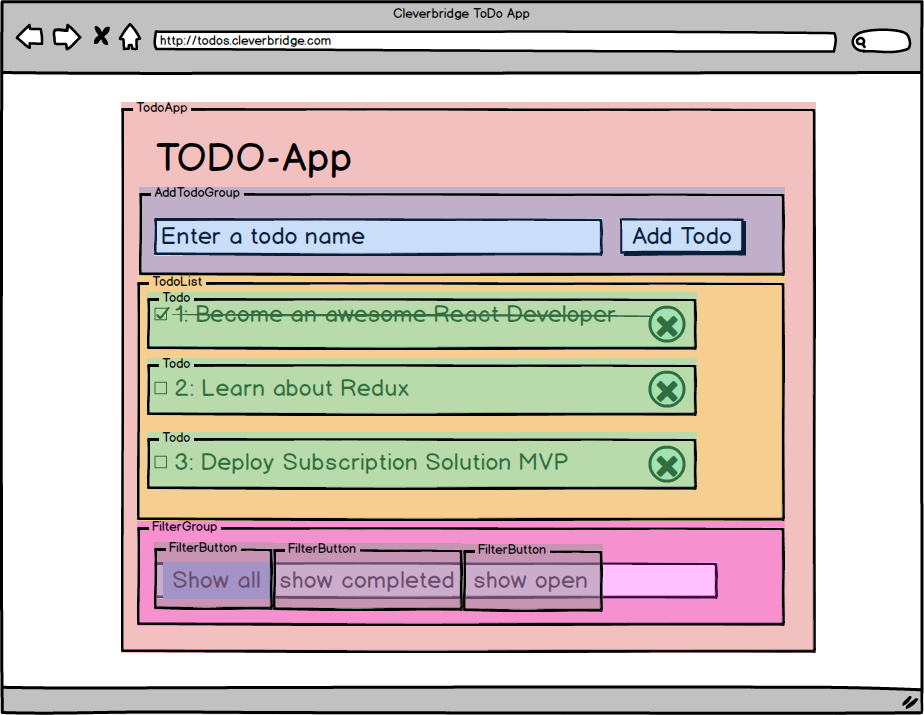 Cleverbridge ToDo App
http://todos.cleverbridge.com
TodoApp
TODO-App
AddTodoGroup
Enter a todo name
Add Todo
TodoList
Todo
1: Become an awesome React Developer
Todo
2: Learn about Redux
Todo
3: Deploy Subscription Solution MVP
FilterGroup
FilterButton FilterButton FilterButton
Show all show completed show open